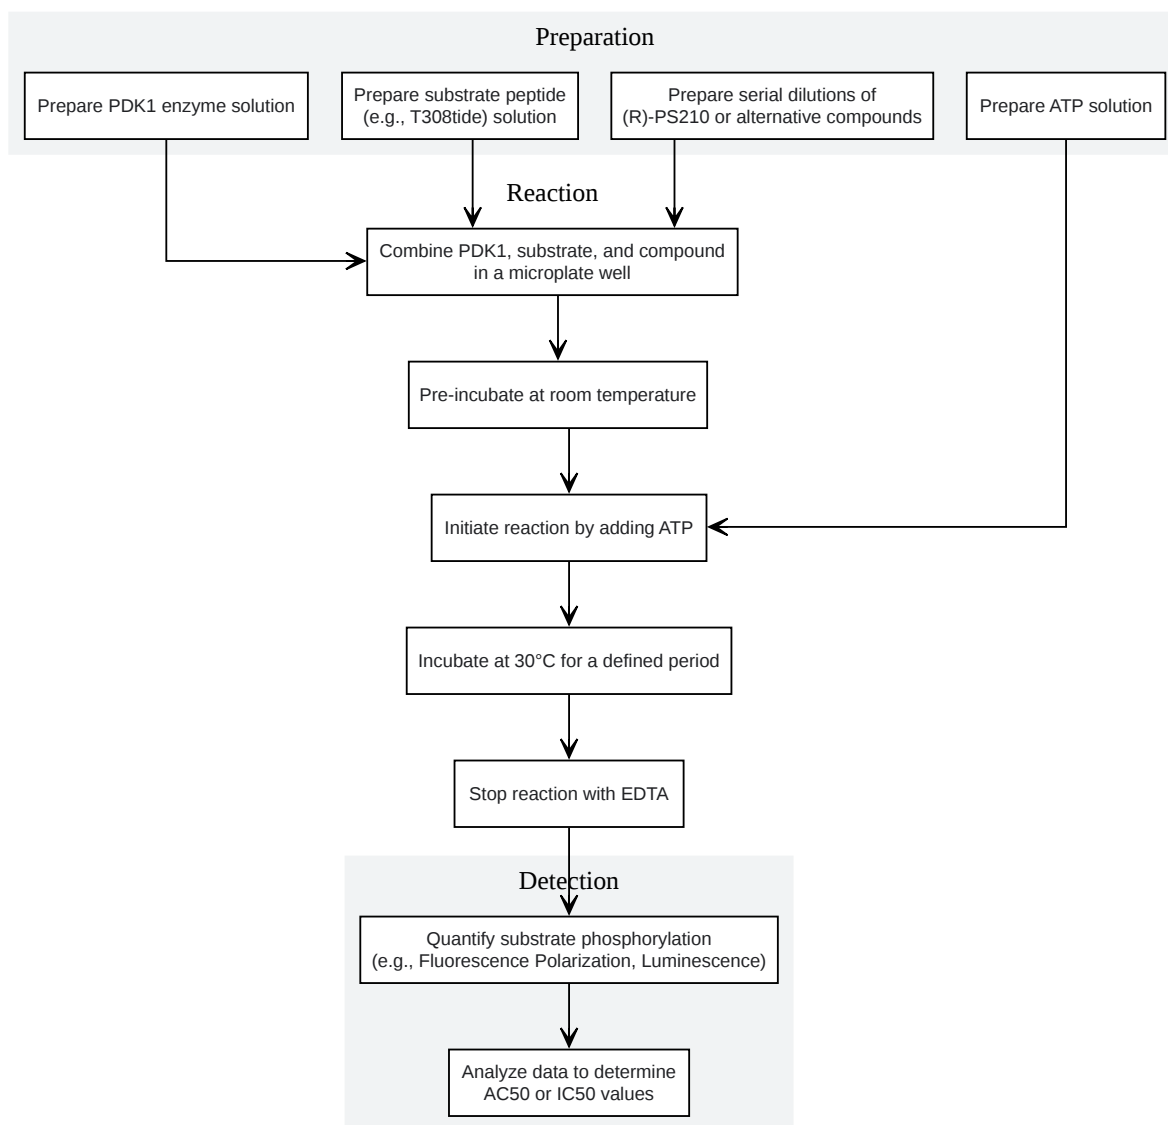 Preparation
Prepare PDK1 enzyme solution
Prepare substrate peptide
(e.g., T308tide) solution
Prepare serial dilutions of
(R)-PS210 or alternative compounds
Prepare ATP solution
Reaction
Combine PDK1, substrate, and compound
in a microplate well
Pre-incubate at room temperature
Initiate reaction by adding ATP
Incubate at 30°C for a defined period
Stop reaction with EDTA
Detection
Quantify substrate phosphorylation
(e.g., Fluorescence Polarization, Luminescence)
Analyze data to determine
AC50 or IC50 values